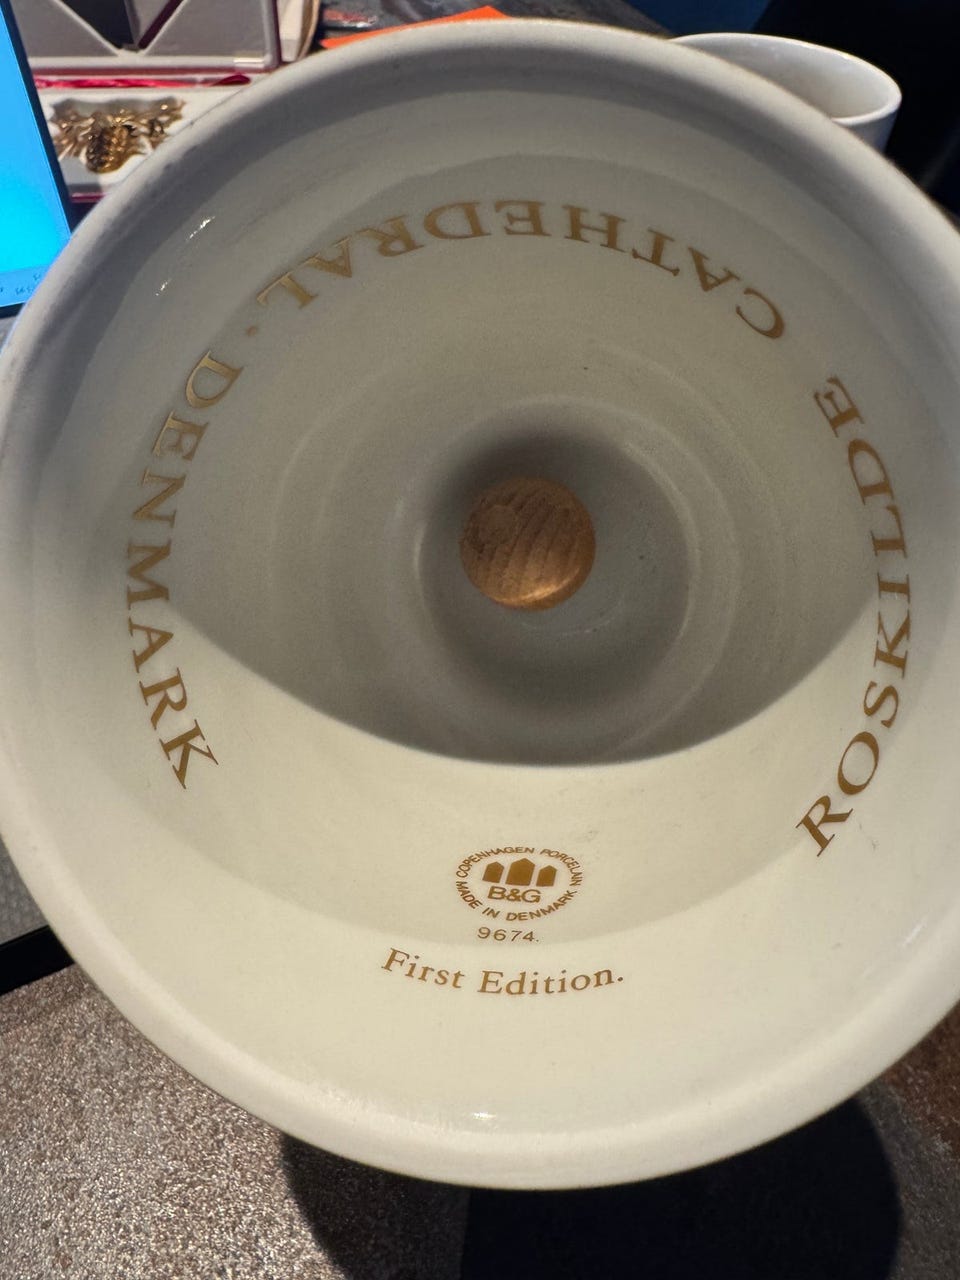 ROSKILDE CATHEDRAL · DENMARK
COPENHAGEN PORCELAIN
B&G
MADE IN DENMARK
9674.
First Edition.